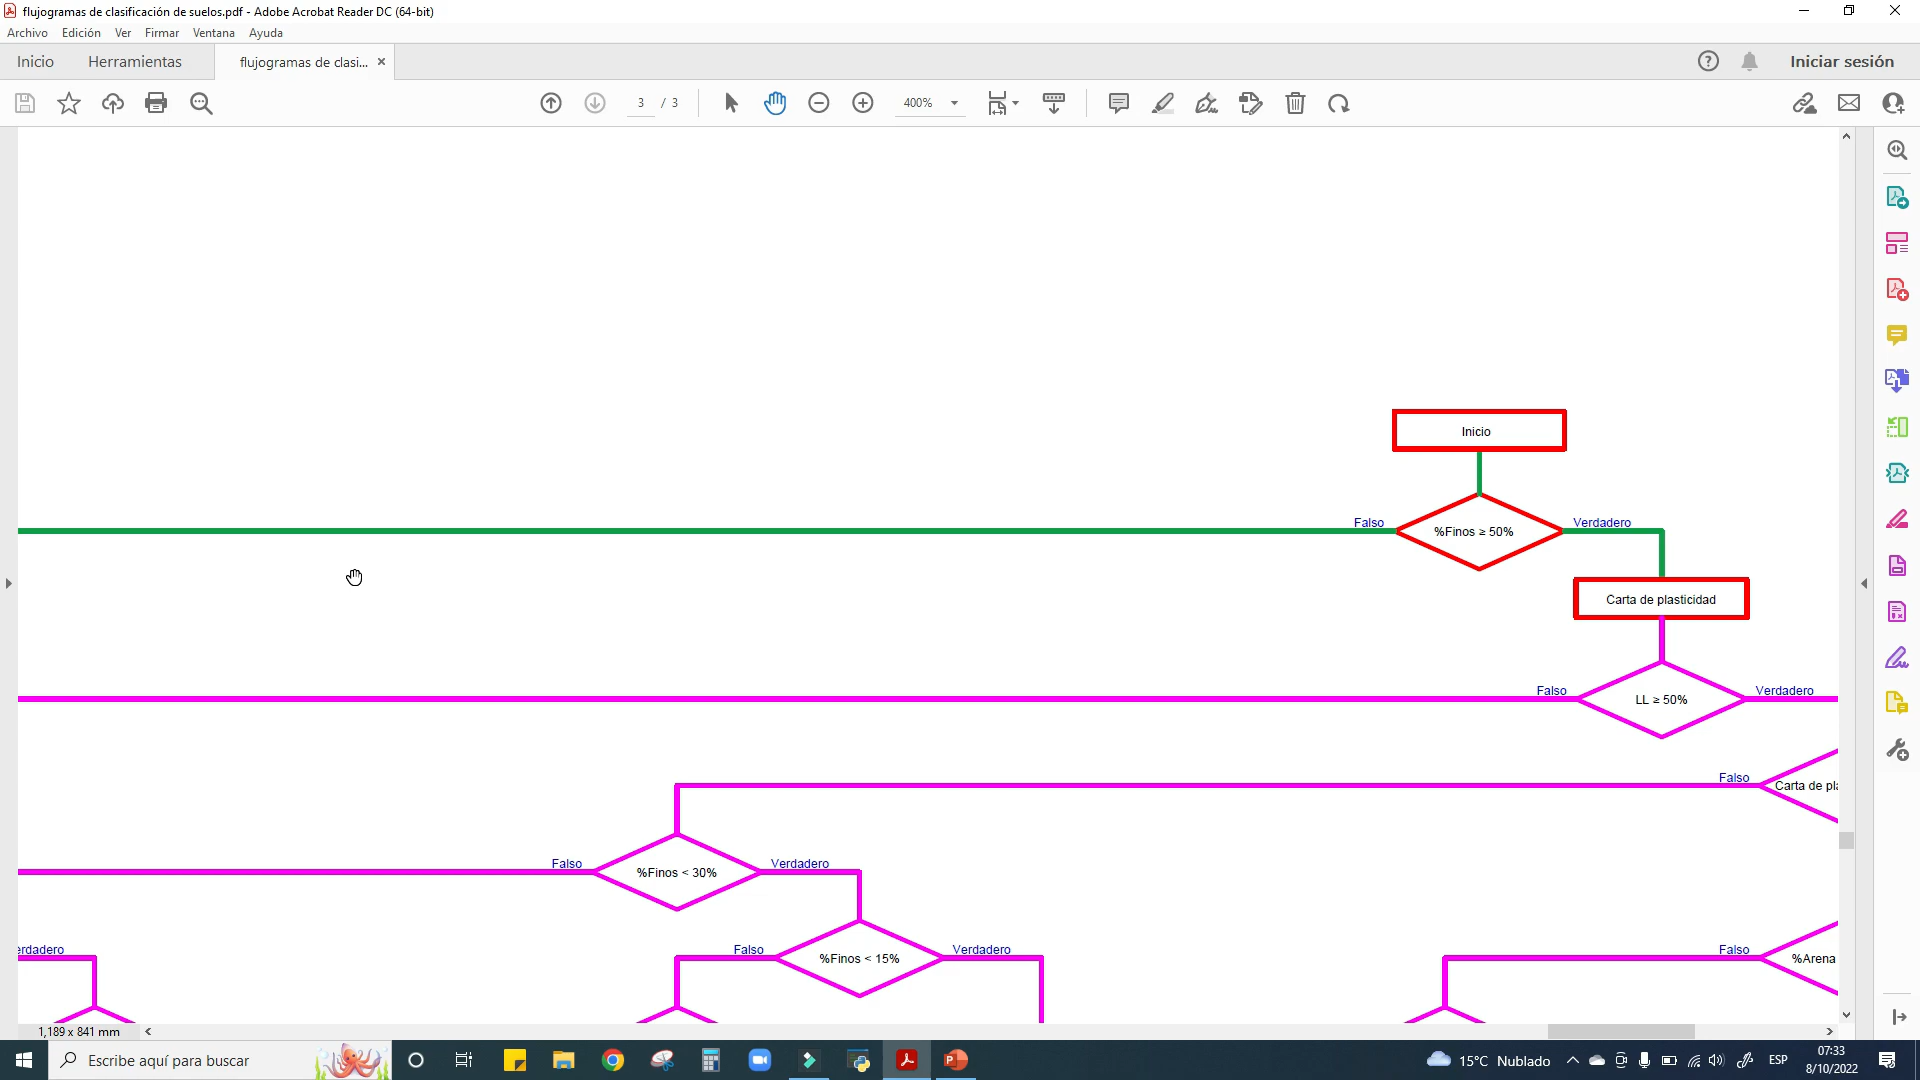 flujogramas de clasificación de suelos.pdf - Adobe Acrobat Reader DC (64-bit)
Archivo Edición Ver Firmar Ventana Ayuda
Inicio Herramientas flujogramas de clasi... Iniciar sesión
3 / 3 400%
Inicio
Falso %Finos ≥ 50% Verdadero
Carta de plasticidad
Falso LL ≥ 50% Verdadero
Falso Carta de pla
Falso %Finos < 30% Verdadero
erdadero Falso %Finos < 15% Verdadero Falso %Arena
1,189 x 841 mm
Escribe aquí para buscar 15°C Nublado ESP 07:33
8/10/2022